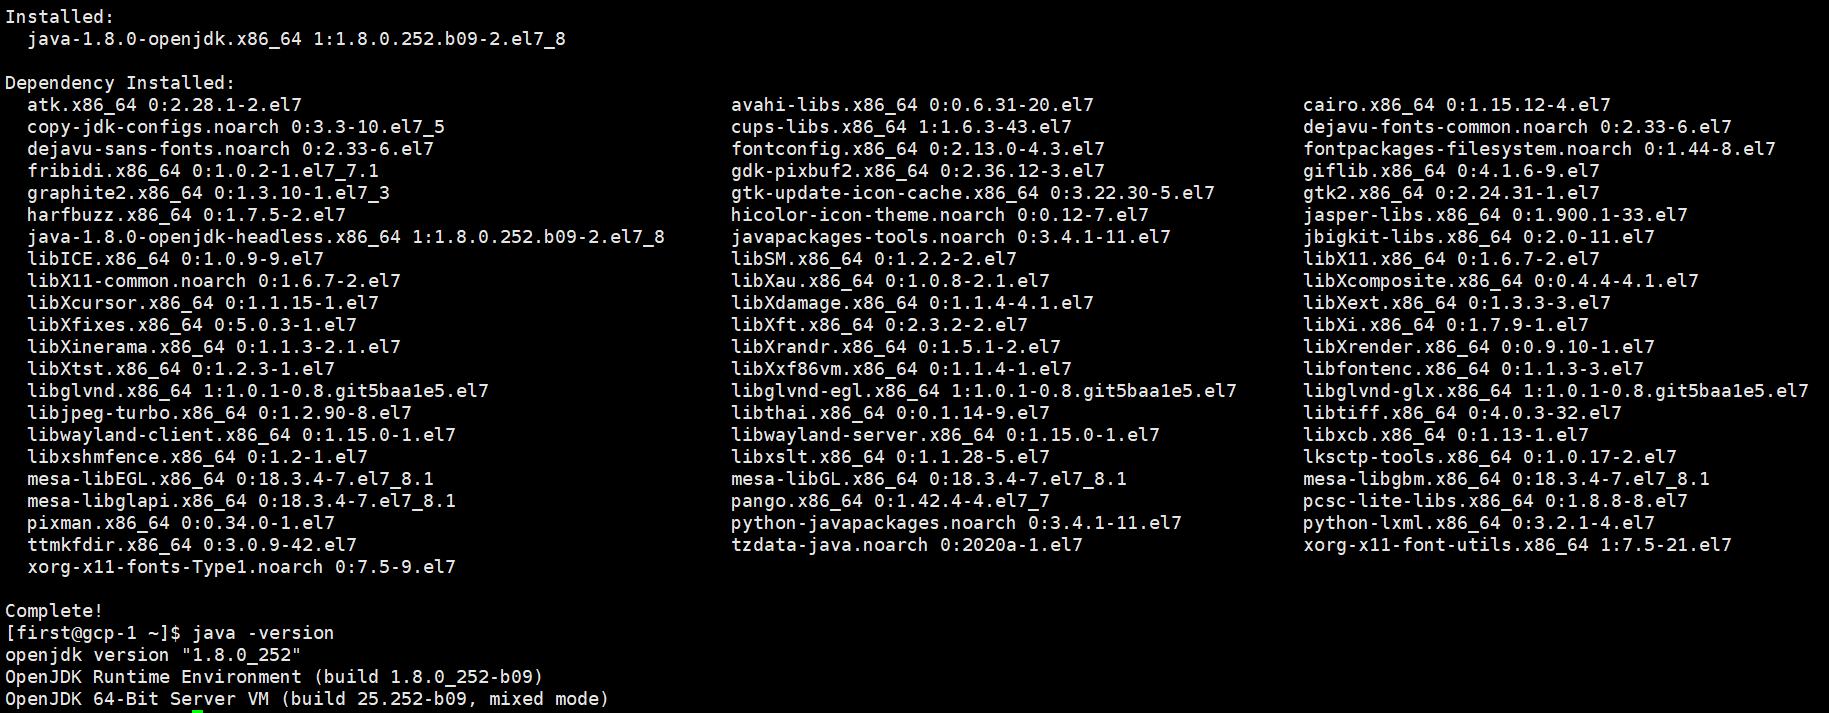 Installed:
  java-1.8.0-openjdk.x86_64 1:1.8.0.252.b09-2.el7_8

Dependency Installed:
  atk.x86_64 0:2.28.1-2.el7  avahi-libs.x86_64 0:0.6.31-20.el7  cairo.x86_64 0:1.15.12-4.el7
  copy-jdk-configs.noarch 0:3.3-10.el7_5  cups-libs.x86_64 1:1.6.3-43.el7  dejavu-fonts-common.noarch 0:2.33-6.el7
  dejavu-sans-fonts.noarch 0:2.33-6.el7  fontconfig.x86_64 0:2.13.0-4.3.el7  fontpackages-filesystem.noarch 0:1.44-8.el7
  fribidi.x86_64 0:1.0.2-1.el7_7.1  gdk-pixbuf2.x86_64 0:2.36.12-3.el7  giflib.x86_64 0:4.1.6-9.el7
  graphite2.x86_64 0:1.3.10-1.el7_3  gtk-update-icon-cache.x86_64 0:3.22.30-5.el7  gtk2.x86_64 0:2.24.31-1.el7
  harfbuzz.x86_64 0:1.7.5-2.el7  hicolor-icon-theme.noarch 0:0.12-7.el7  jasper-libs.x86_64 0:1.900.1-33.el7
  java-1.8.0-openjdk-headless.x86_64 1:1.8.0.252.b09-2.el7_8  javapackages-tools.noarch 0:3.4.1-11.el7  jbigkit-libs.x86_64 0:2.0-11.el7
  libICE.x86_64 0:1.0.9-9.el7  libSM.x86_64 0:1.2.2-2.el7  libX11.x86_64 0:1.6.7-2.el7
  libX11-common.noarch 0:1.6.7-2.el7  libXau.x86_64 0:1.0.8-2.1.el7  libXcomposite.x86_64 0:0.4.4-4.1.el7
  libXcursor.x86_64 0:1.1.15-1.el7  libXdamage.x86_64 0:1.1.4-4.1.el7  libXext.x86_64 0:1.3.3-3.el7
  libXfixes.x86_64 0:5.0.3-1.el7  libXft.x86_64 0:2.3.2-2.el7  libXi.x86_64 0:1.7.9-1.el7
  libXinerama.x86_64 0:1.1.3-2.1.el7  libXrandr.x86_64 0:1.5.1-2.el7  libXrender.x86_64 0:0.9.10-1.el7
  libXtst.x86_64 0:1.2.3-1.el7  libXxf86vm.x86_64 0:1.1.4-1.el7  libfontenc.x86_64 0:1.1.3-3.el7
  libglvnd.x86_64 1:1.0.1-0.8.git5baa1e5.el7  libglvnd-egl.x86_64 1:1.0.1-0.8.git5baa1e5.el7  libglvnd-glx.x86_64 1:1.0.1-0.8.git5baa1e5.el7
  libjpeg-turbo.x86_64 0:1.2.90-8.el7  libthai.x86_64 0:0.1.14-9.el7  libtiff.x86_64 0:4.0.3-32.el7
  libwayland-client.x86_64 0:1.15.0-1.el7  libwayland-server.x86_64 0:1.15.0-1.el7  libxcb.x86_64 0:1.13-1.el7
  libxshmfence.x86_64 0:1.2-1.el7  libxslt.x86_64 0:1.1.28-5.el7  lksctp-tools.x86_64 0:1.0.17-2.el7
  mesa-libEGL.x86_64 0:18.3.4-7.el7_8.1  mesa-libGL.x86_64 0:18.3.4-7.el7_8.1  mesa-libgbm.x86_64 0:18.3.4-7.el7_8.1
  mesa-libglapi.x86_64 0:18.3.4-7.el7_8.1  pango.x86_64 0:1.42.4-4.el7_7  pcsc-lite-libs.x86_64 0:1.8.8-8.el7
  pixman.x86_64 0:0.34.0-1.el7  python-javapackages.noarch 0:3.4.1-11.el7  python-lxml.x86_64 0:3.2.1-4.el7
  ttmkfdir.x86_64 0:3.0.9-42.el7  tzdata-java.noarch 0:2020a-1.el7  xorg-x11-font-utils.x86_64 1:7.5-21.el7
  xorg-x11-fonts-Type1.noarch 0:7.5-9.el7

Complete!
[first@gcp-1 ~]$ java -version
openjdk version "1.8.0_252"
OpenJDK Runtime Environment (build 1.8.0_252-b09)
OpenJDK 64-Bit Server VM (build 25.252-b09, mixed mode)